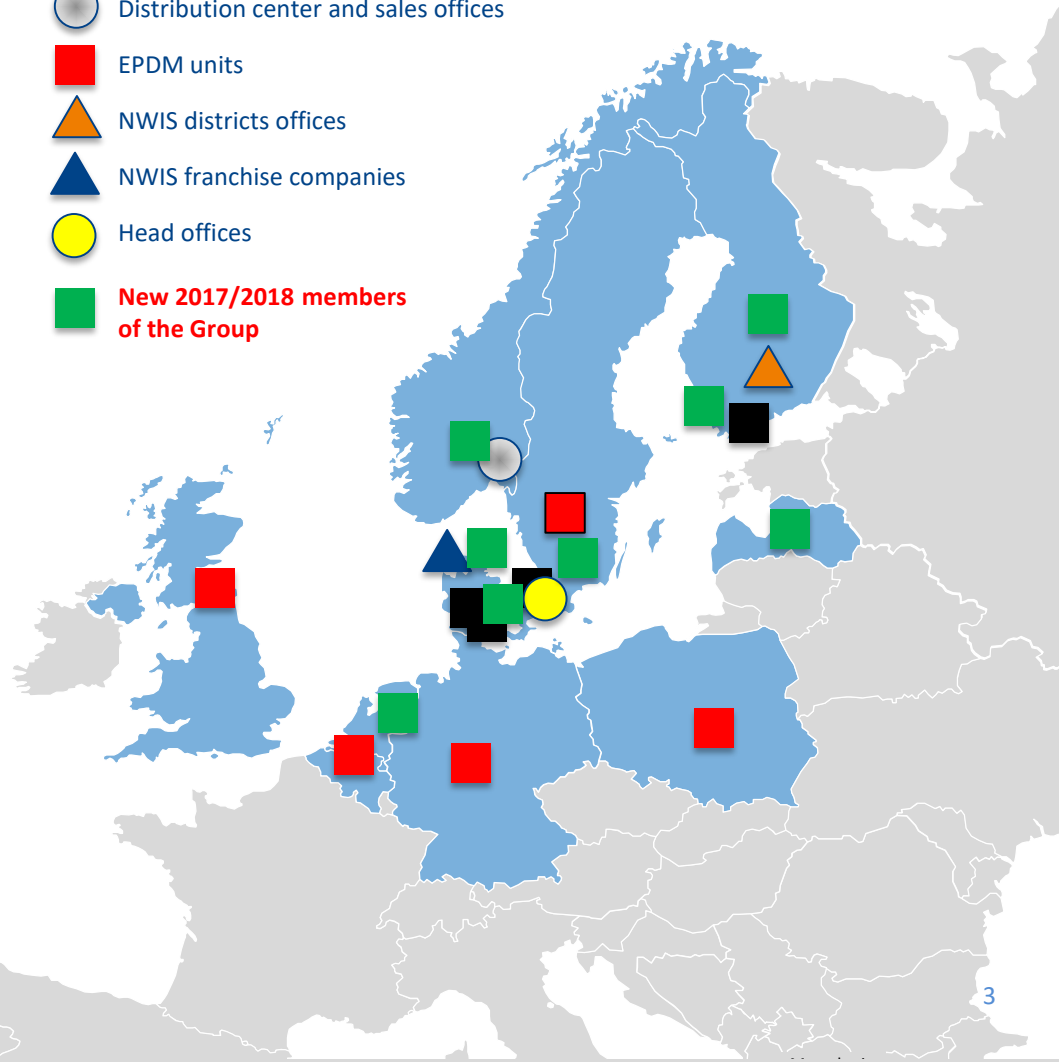 Distribution center and sales offices
EPDM units
NWIS districts offices
NWIS franchise companies
Head offices
New 2017/2018 members
of the Group
3